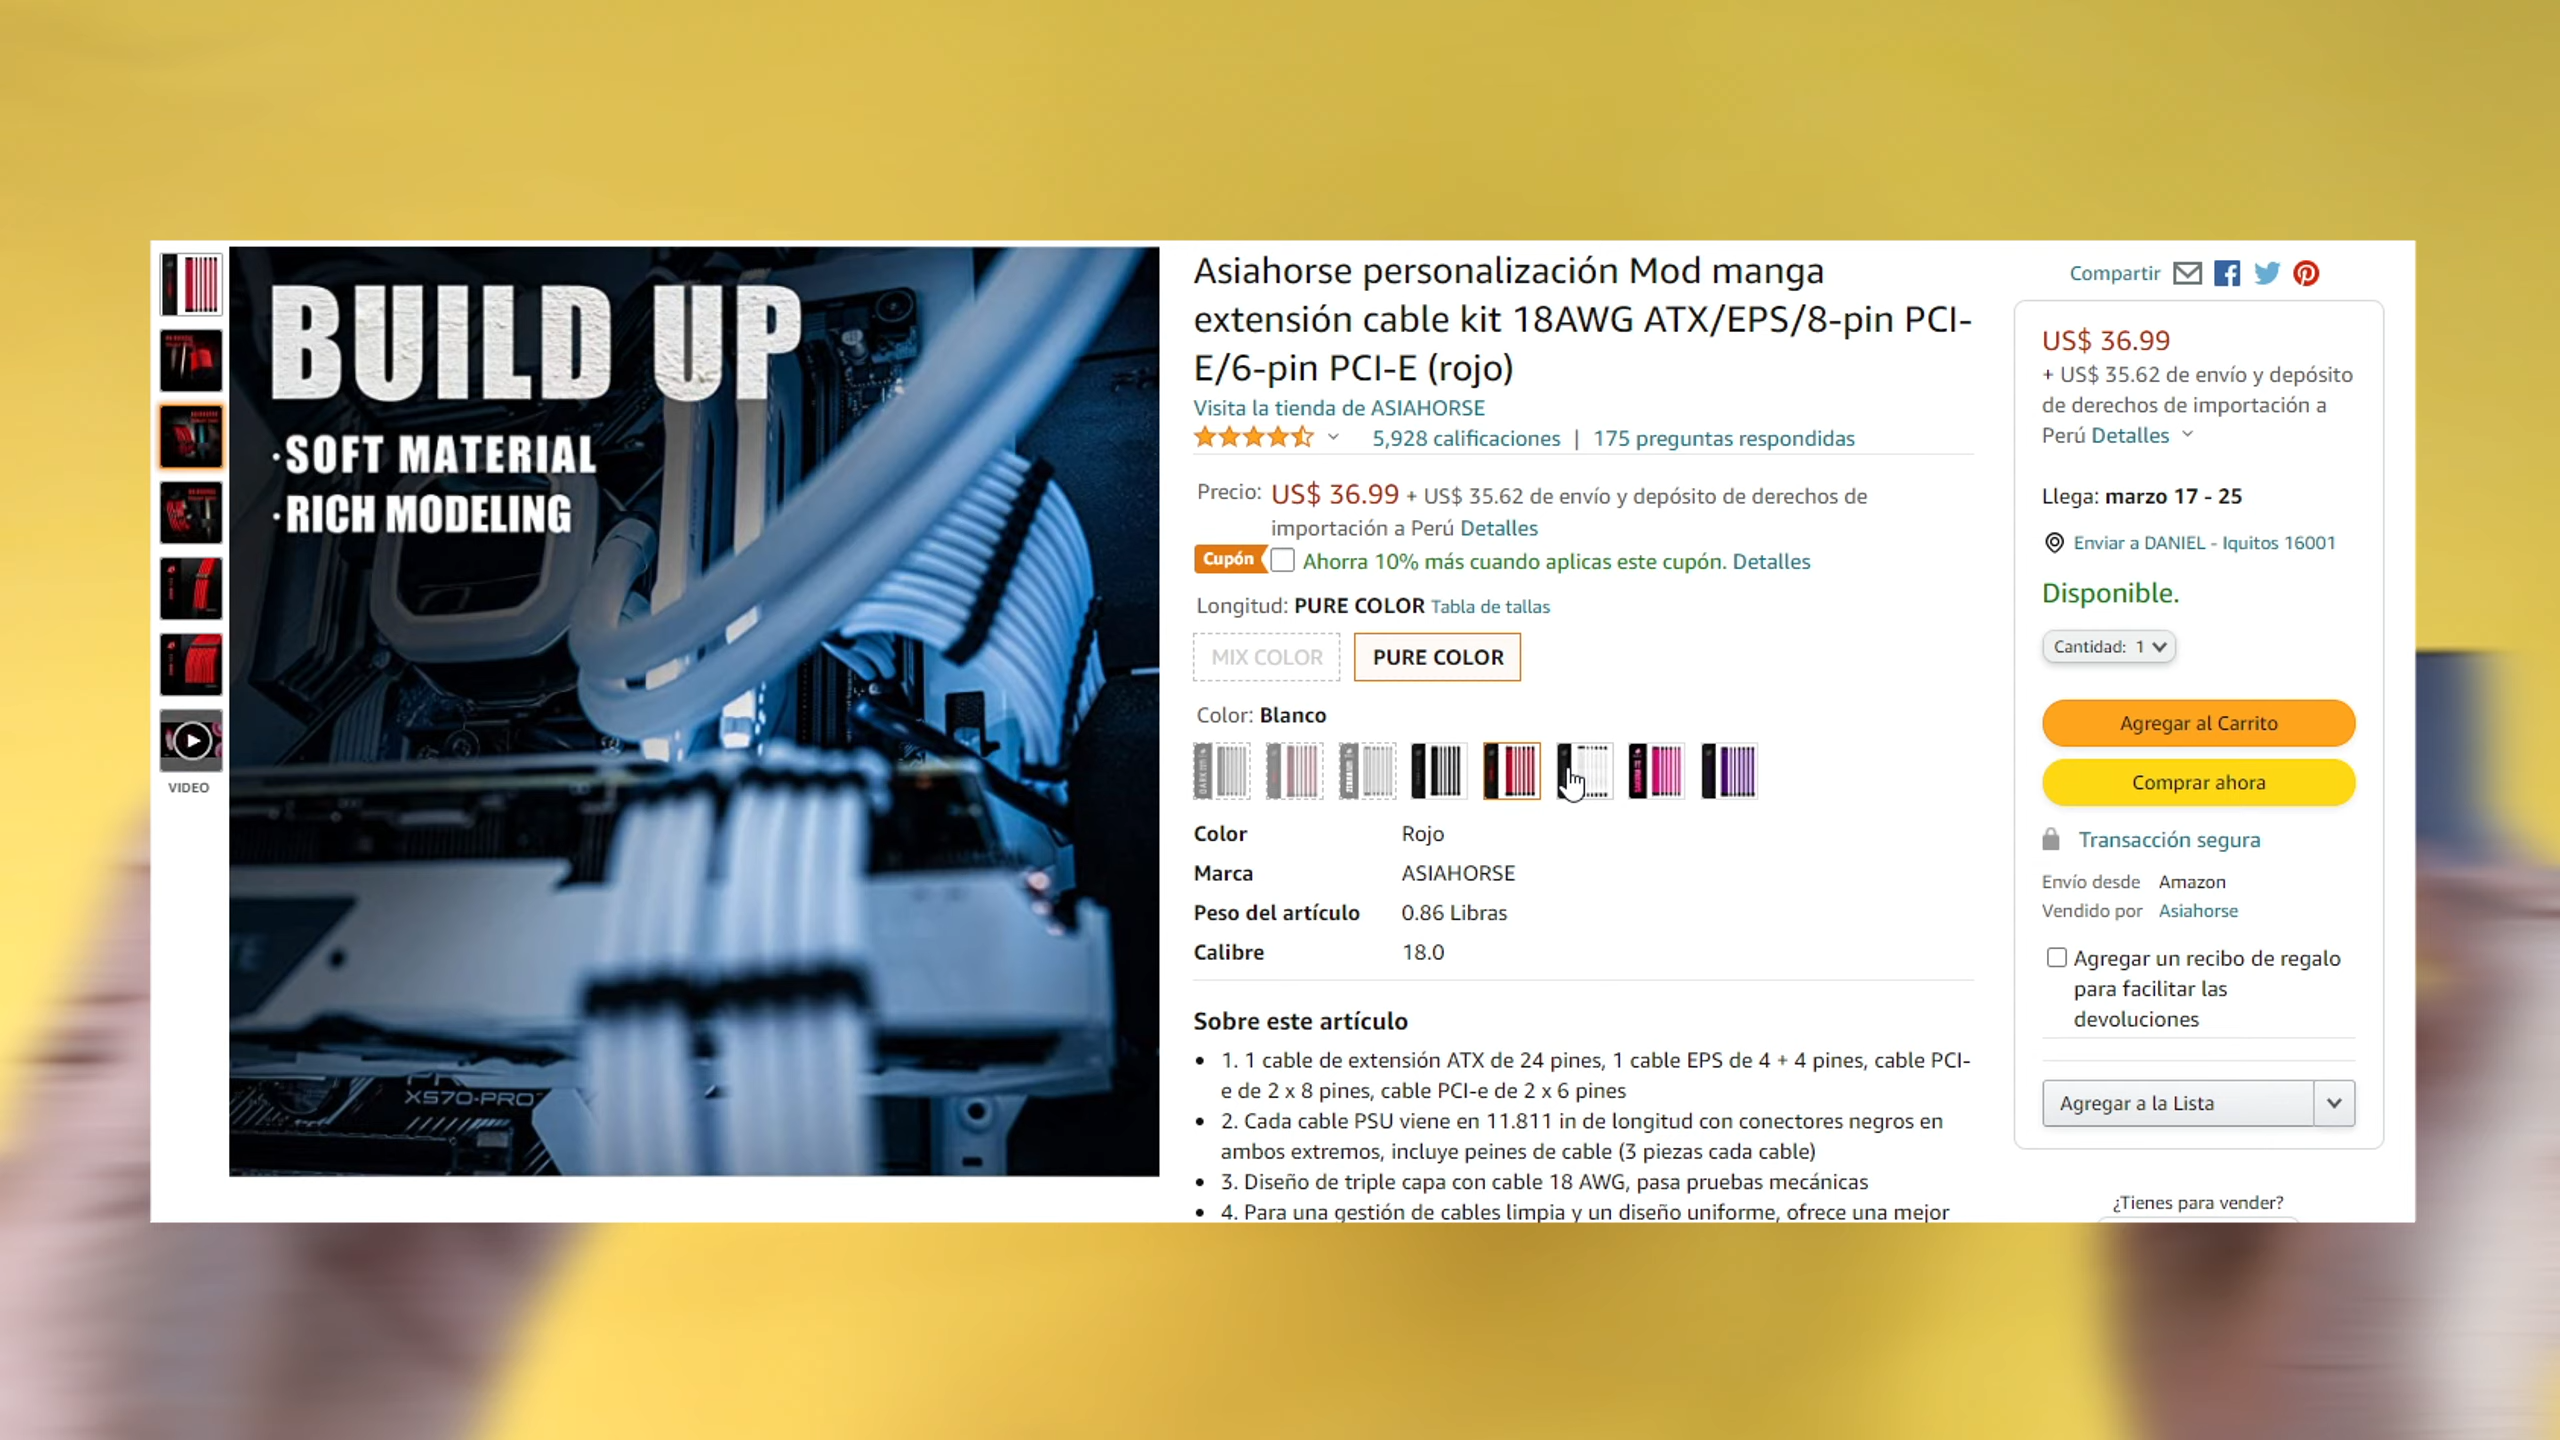 BUILD UP
·SOFT MATERIAL
·RICH MODELING
X570-PRO
VIDEO
Asiahorse personalización Mod manga
extensión cable kit 18AWG ATX/EPS/8-pin PCI-
E/6-pin PCI-E (rojo)
Visita la tienda de ASIAHORSE
5,928 calificaciones | 175 preguntas respondidas
Precio: US$ 36.99 + US$ 35.62 de envío y depósito de derechos de
importación a Perú Detalles
Cupón Ahorra 10% más cuando aplicas este cupón. Detalles
Longitud: PURE COLOR Tabla de tallas
MIX COLOR PURE COLOR
Color: Blanco
Color Rojo
Marca ASIAHORSE
Peso del artículo 0.86 Libras
Calibre 18.0
Sobre este artículo
• 1. 1 cable de extensión ATX de 24 pines, 1 cable EPS de 4 + 4 pines, cable PCI-
e de 2 x 8 pines, cable PCI-e de 2 x 6 pines
• 2. Cada cable PSU viene en 11.811 in de longitud con conectores negros en
ambos extremos, incluye peines de cable (3 piezas cada cable)
• 3. Diseño de triple capa con cable 18 AWG, pasa pruebas mecánicas
• 4. Para una gestión de cables limpia y un diseño uniforme, ofrece una mejor
Compartir
US$ 36.99
+ US$ 35.62 de envío y depósito
de derechos de importación a
Perú Detalles
Llega: marzo 17 - 25
Enviar a DANIEL - Iquitos 16001
Disponible.
Cantidad: 1
Agregar al Carrito
Comprar ahora
Transacción segura
Envío desde Amazon
Vendido por Asiahorse
Agregar un recibo de regalo
para facilitar las
devoluciones
Agregar a la Lista
¿Tienes para vender?